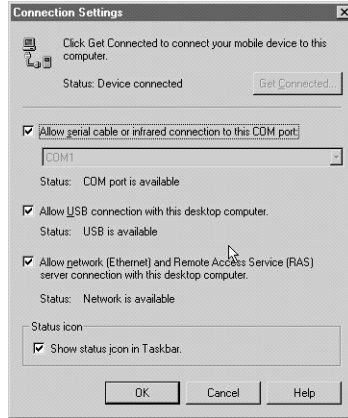 Connection Settings
Click Get Connected to connect your mobile device to this
computer.
Status: Device connected
Get Connected...
Allow serial cable or infrared connection to this COM port:
COM1
Status: COM port is available
Allow USB connection with this desktop computer.
Status: USB is available
Allow network (Ethernet) and Remote Access Service (RAS)
server connection with this desktop computer.
Status: Network is available
Status icon
Show status icon in Taskbar.
OK Cancel Help